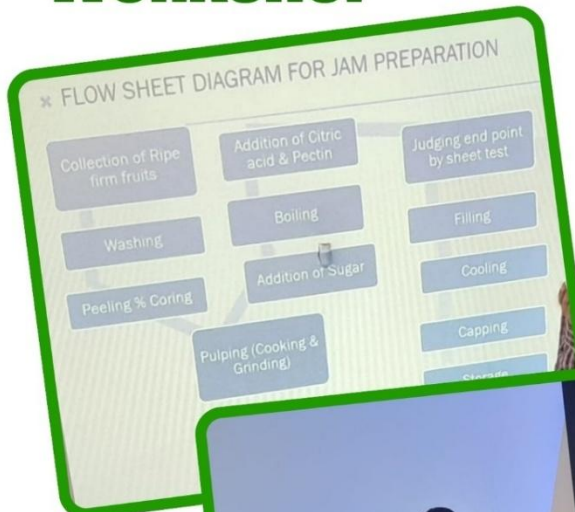 × FLOW SHEET DIAGRAM FOR JAM PREPARATION
Collection of Ripe
firm fruits
Washing
Peeling % Coring
Pulping (Cooking &
Grinding)
Addition of Sugar
Boiling
Addition of Citric
acid & Pectin
Judging end point
by sheet test
Filling
Cooling
Capping
Storage